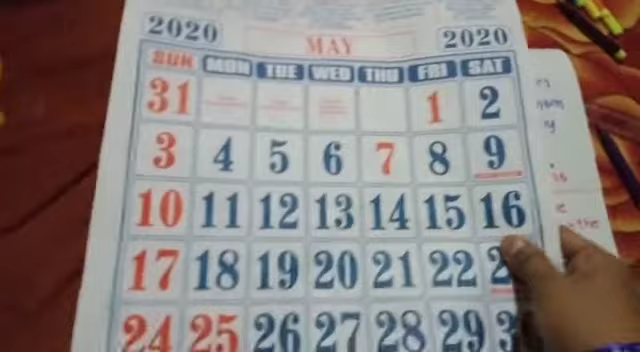 2020 MAY 2020
SUN MON TUE WED THU FRI SAT
31 1 2
3 4 5 6 7 8 9
10 11 12 13 14 15 16
17 18 19 20 21 22
24 25 26 27 28 29